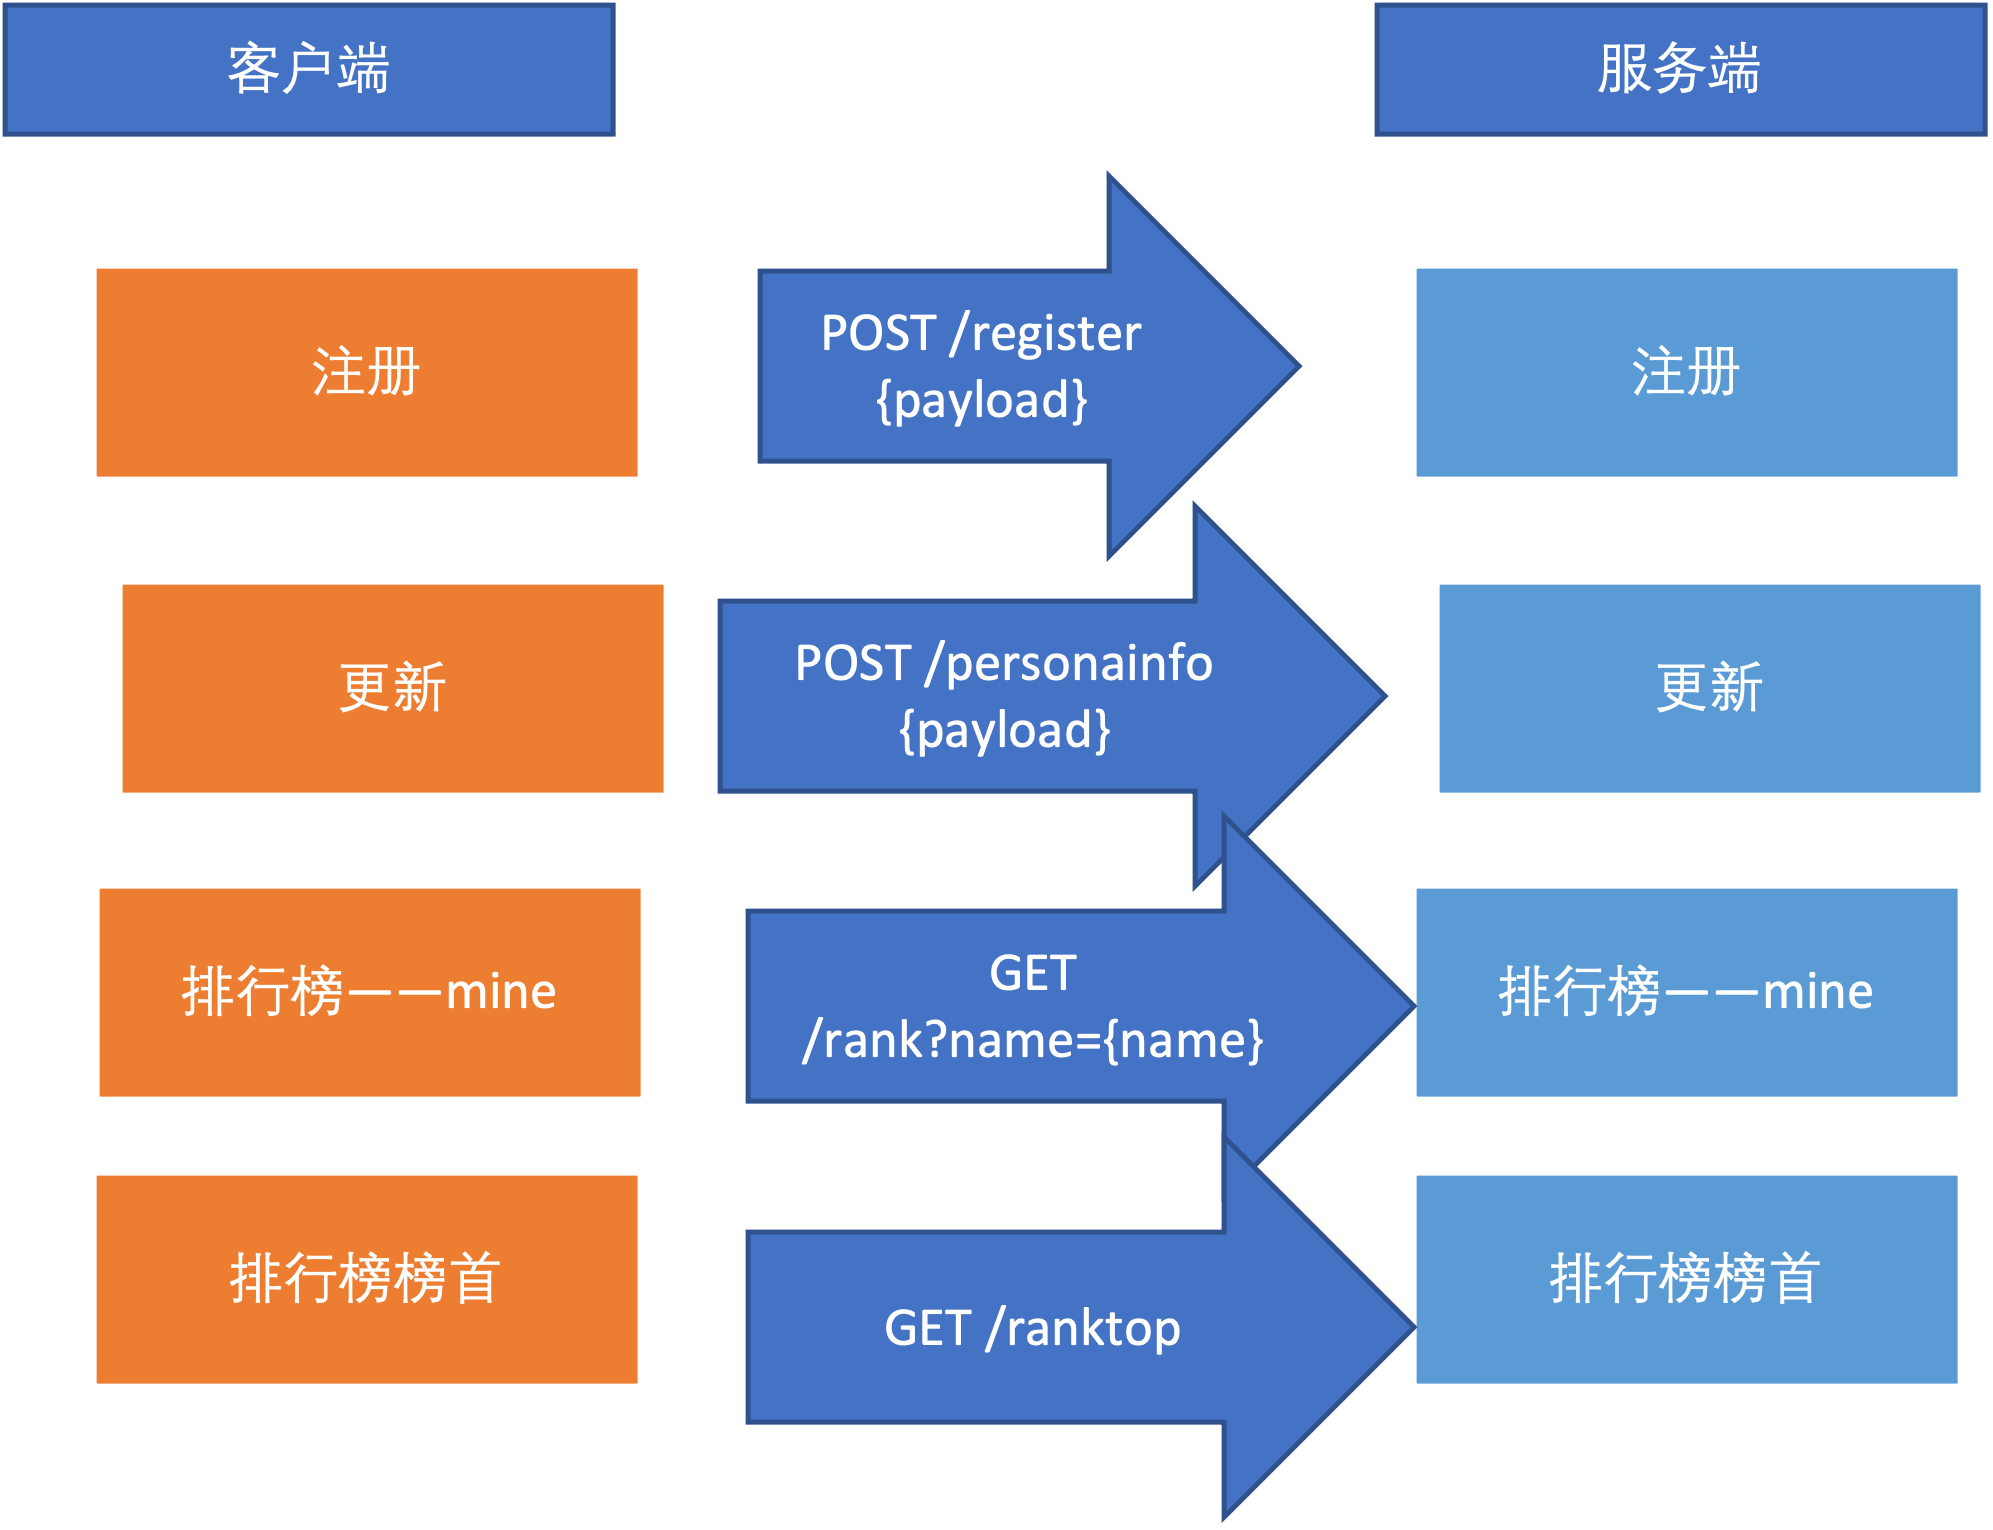 客户端
服务端
注册
POST /register
{payload}
注册
更新
POST /personainfo
{payload}
更新
排行榜——mine
GET
/rank?name={name}
排行榜——mine
排行榜榜首
GET /ranktop
排行榜榜首